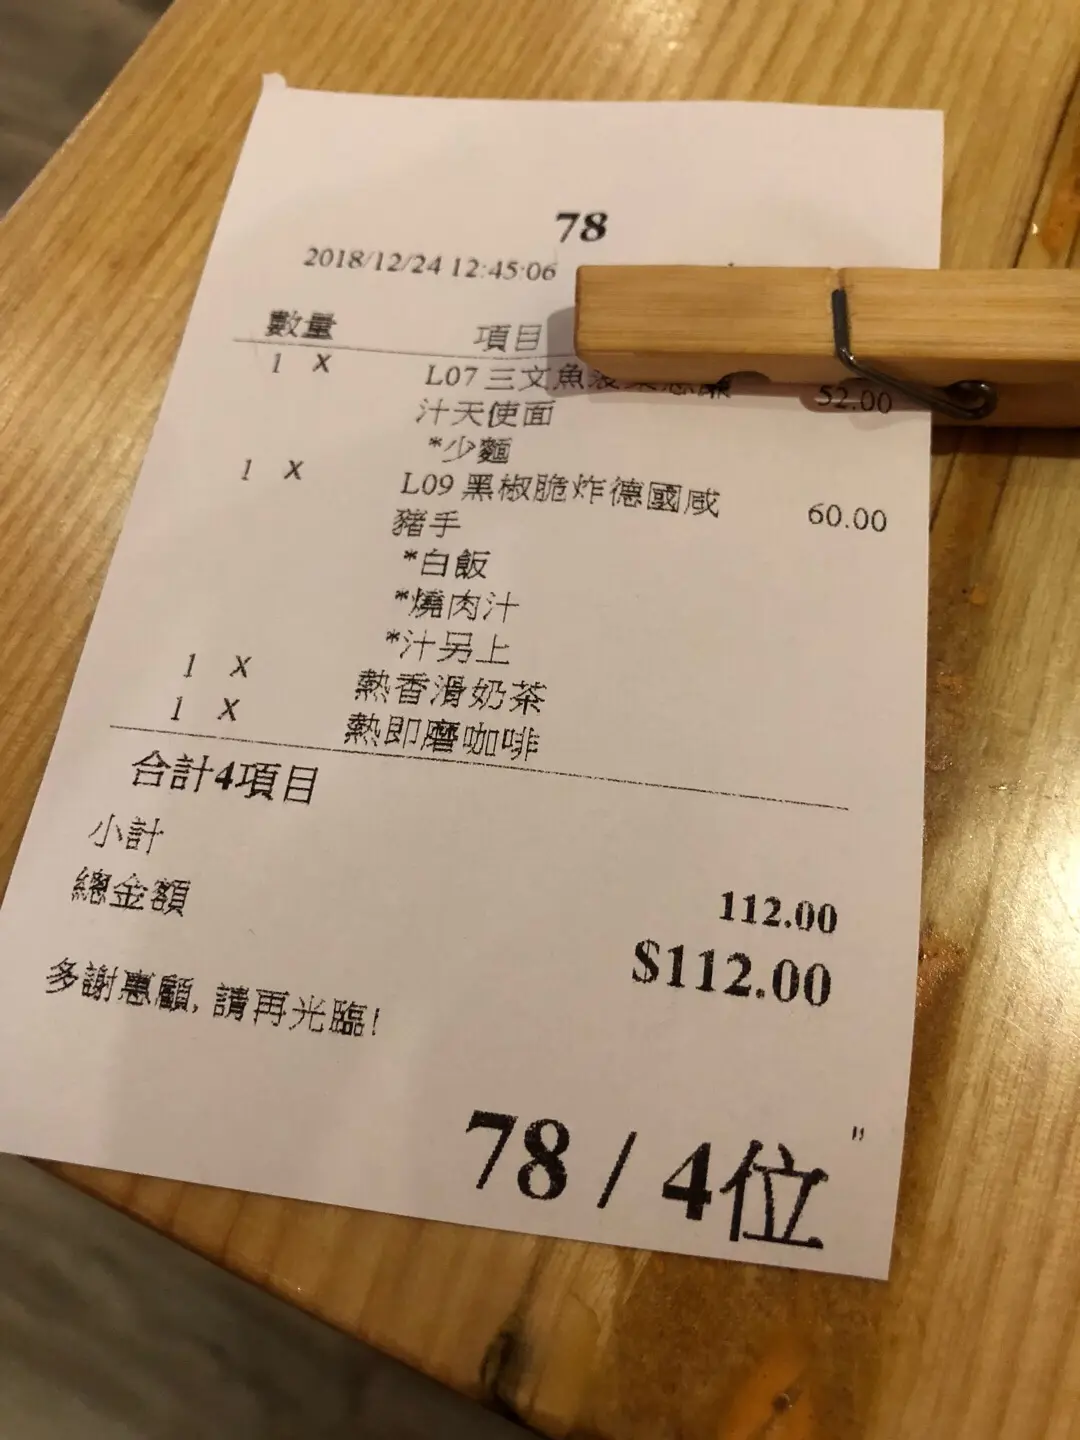 78
2018/12/24 12:45:06
數量 項目
1 X L07 三文魚 52.00
汁天使面
*少麵
1 X L09 黑椒脆炸德國咸 60.00
豬手
*白飯
*燒肉汁
*汁另上
1 X 熱香滑奶茶
1 X 熱即磨咖啡
合計4項目
小計 112.00
總金額 $112.00
多謝惠顧, 請再光臨!
78 / 4位
"